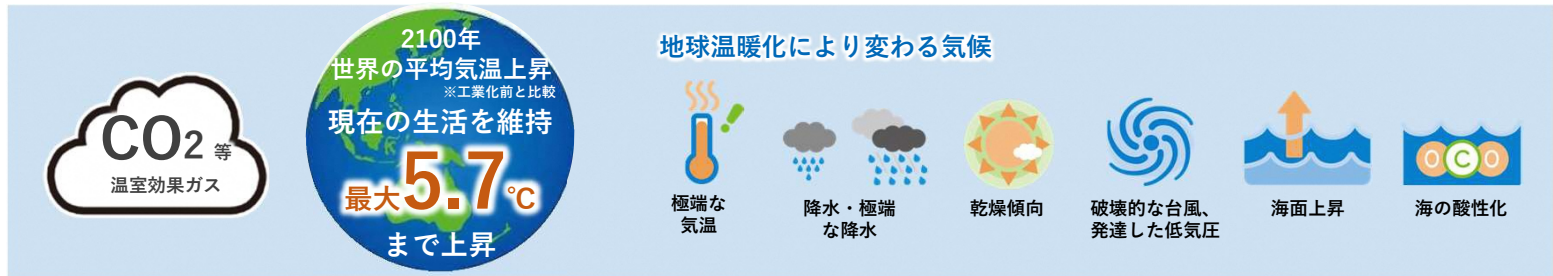 CO2 等
温室効果ガス
2100年
世界の平均気温上昇
※工業化前と比較
現在の生活を維持
最大5.7℃
まで上昇
地球温暖化により変わる気候
極端な
気温
降水・極端
な降水
乾燥傾向
破壊的な台風、
発達した低気圧
海面上昇
O C O
海の酸性化